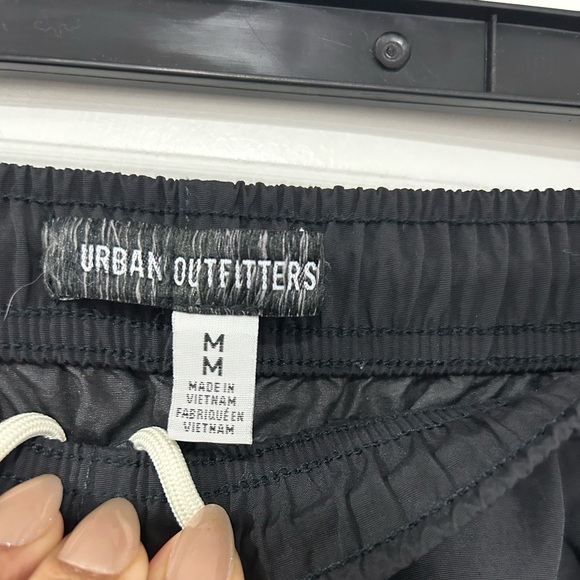 URBAN OUTFITTERS
M
M
MADE IN
VIETNAM
FABRIQUÉ EN
VIETNAM